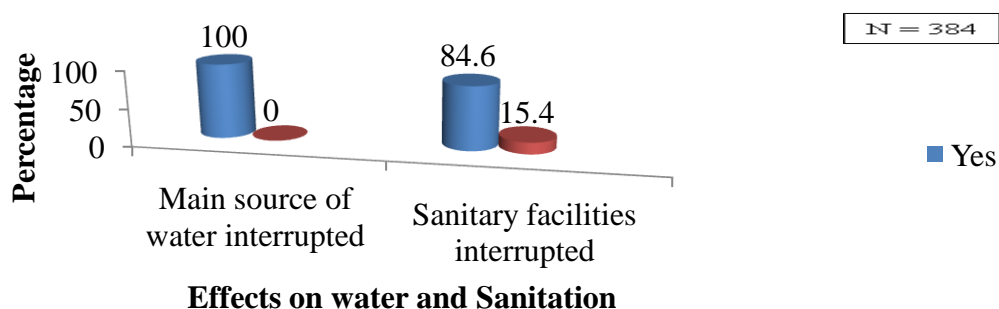 N = 384
100
84.6
0
15.4
100
50
0
Percentage
Yes
Main source of
water interrupted
Sanitary facilities
interrupted
Effects on water and Sanitation